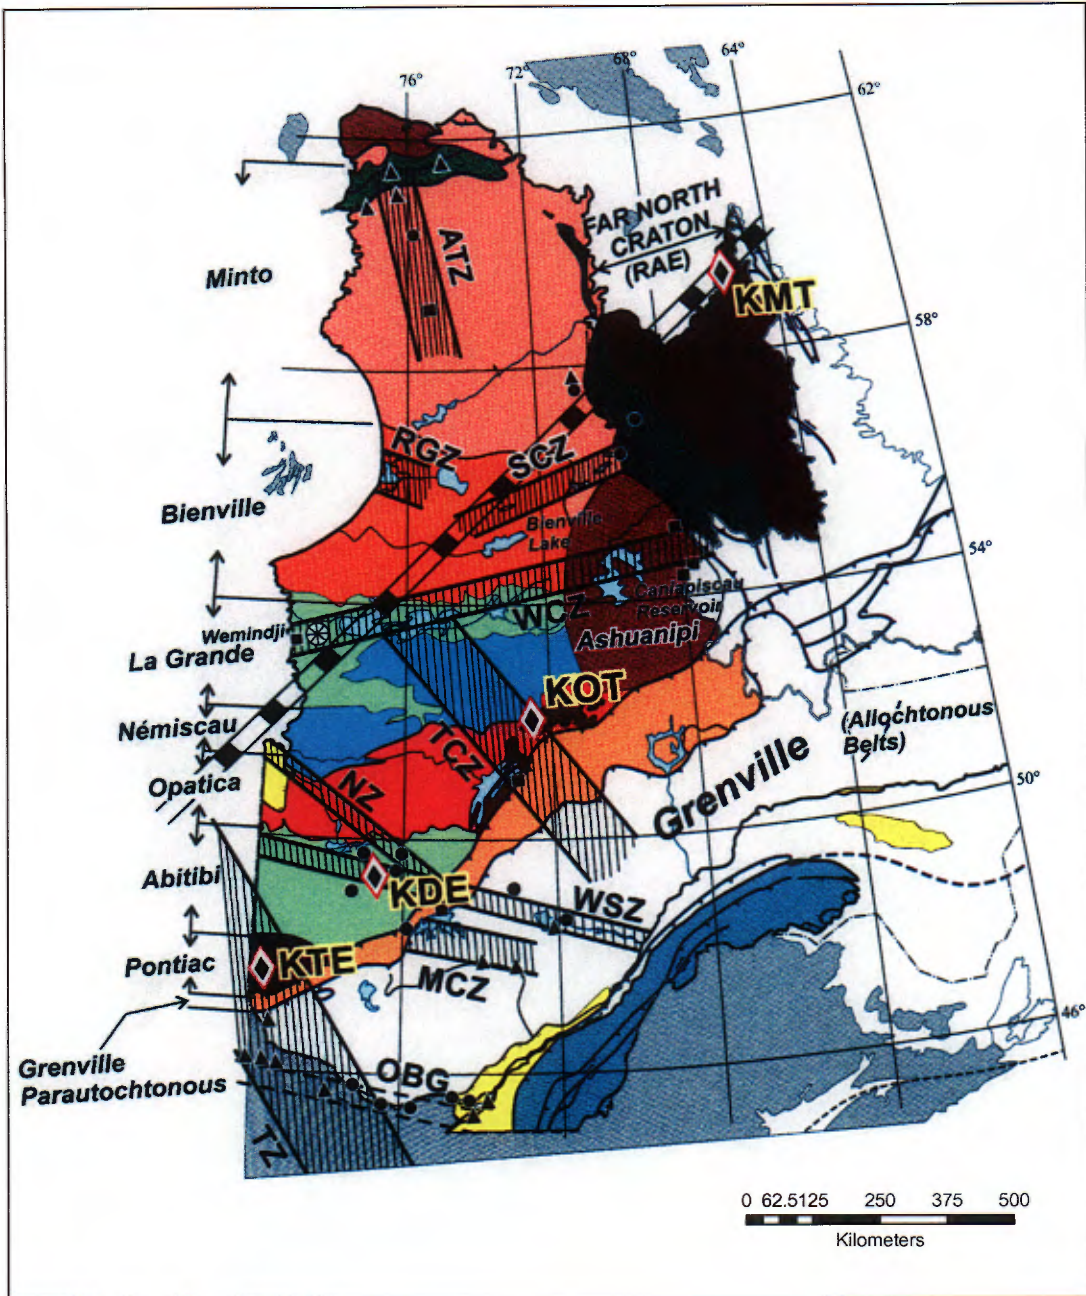 76°
72°
68°
64°
62°
FAR NORTH
CRATON
(RAE)
ATZ
Minto
KMT
58°
RGZ
SCZ
Bienville
Bienville
Lake
54°
Caniapiscau
Reservoir
WCZ
Wemindji
Ashuanipi
La Grande
KOT
Némiscau
(Allochtonous
Belts)
TCZ
Opatica
NZ
Grenville
50°
Abitibi
KDE
WSZ
Pontiac
KTE
MCZ
46°
Grenville
Parautochtonous
OBG
TZ
0 62.5125 250 375 500
Kilometers